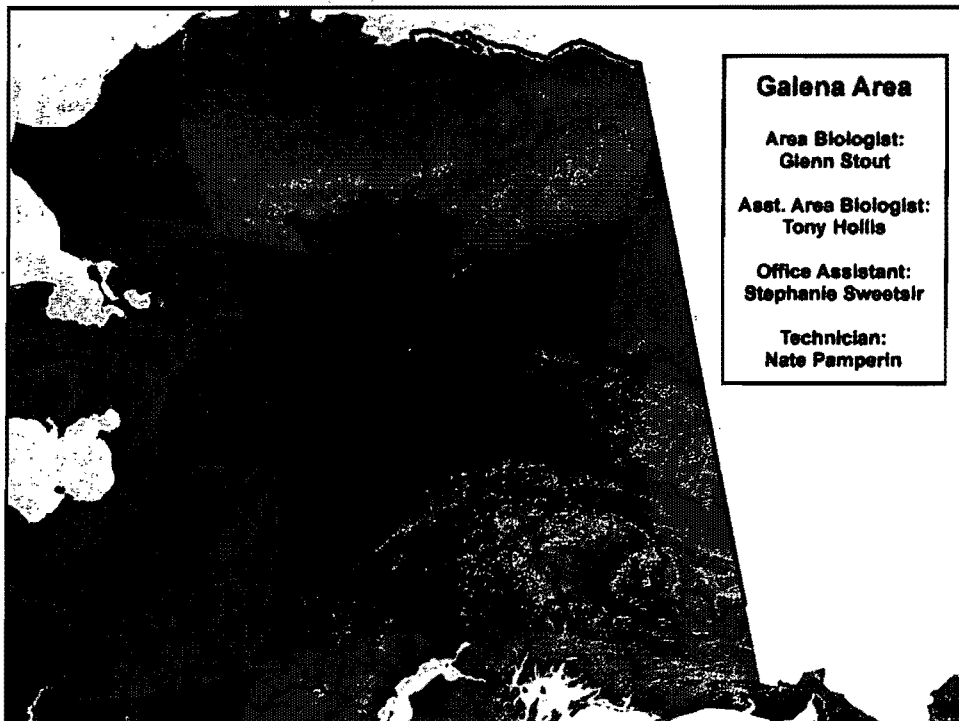 Galena Area
Area Biologist:
Glenn Stout
Asst. Area Biologist:
Tony Hollis
Office Assistant:
Stephanie Sweetsir
Technician:
Nate Pamperin